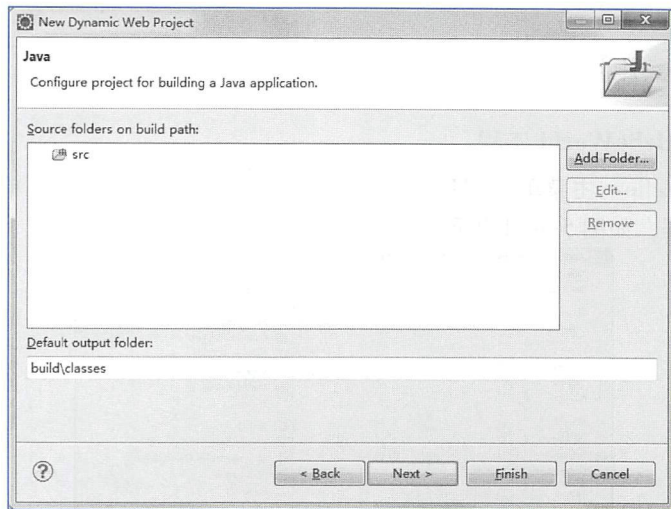 New Dynamic Web Project
Java
Configure project for building a Java application.
Source folders on build path:
src
Add Folder...
Edit...
Remove
Default output folder:
build\classes
?
< Back
Next >
Finish
Cancel